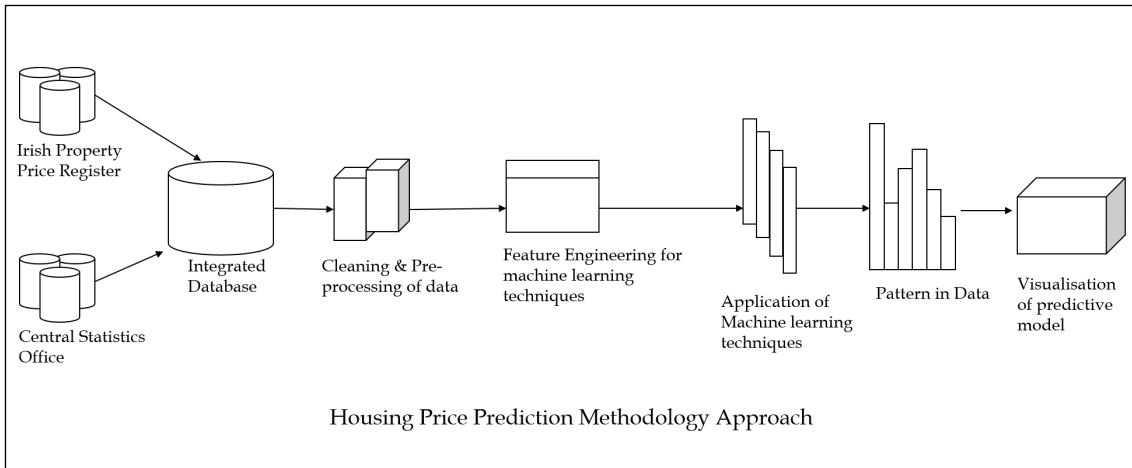 Irish Property
Price Register
Central Statistics
Office
Integrated
Database
Cleaning & Pre-
processing of data
Feature Engineering for
machine learning
techniques
Application of
Machine learning
techniques
Pattern in Data
Visualisation
of predictive
model
Housing Price Prediction Methodology Approach